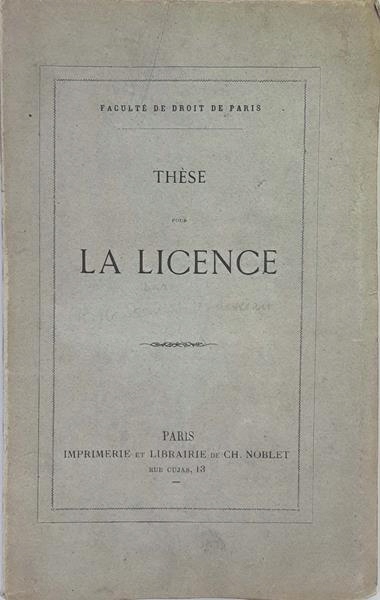 FACULTÉ DE DROIT DE PARIS
THÈSE
POUR
LA LICENCE
PARIS
IMPRIMERIE ET LIBRAIRIE DE CH. NOBLET
RUE CUJAS, 13